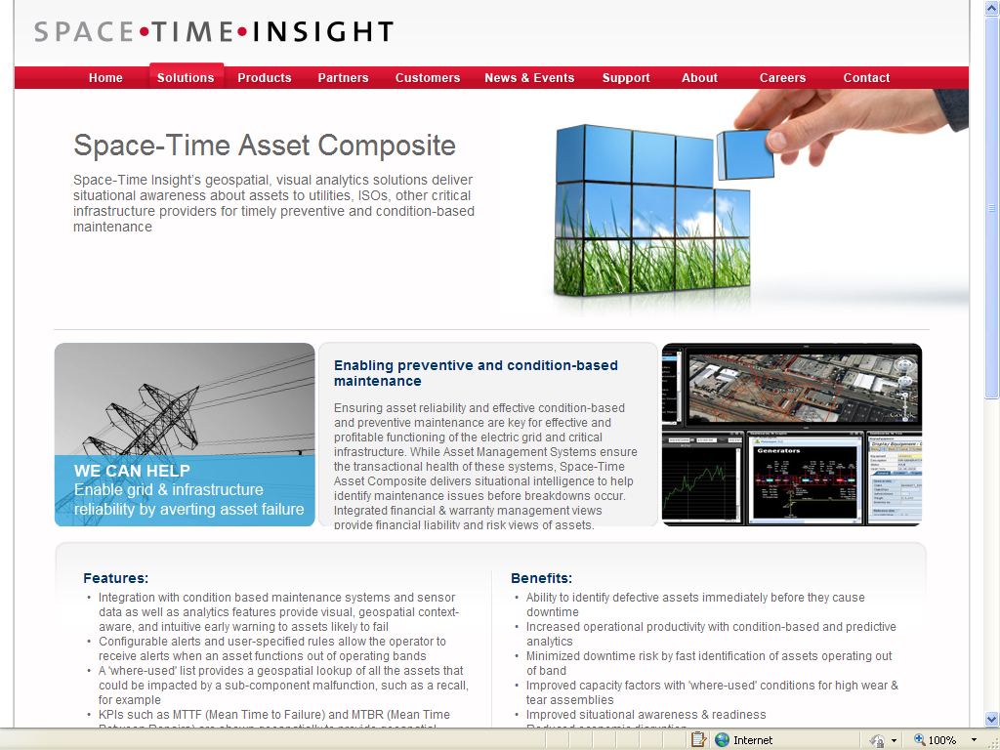 SPACE•TIME•INSIGHT
Home Solutions Products Partners Customers News & Events Support About Careers Contact
Space-Time Asset Composite
Space-Time Insight's geospatial, visual analytics solutions deliver
situational awareness about assets to utilities, ISOs, other critical
infrastructure providers for timely preventive and condition-based
maintenance
WE CAN HELP
Enable grid & infrastructure
reliability by averting asset failure
Enabling preventive and condition-based
maintenance
Ensuring asset reliability and effective condition-based
and preventive maintenance are key for effective and
profitable functioning of the electric grid and critical
infrastructure. While Asset Management Systems ensure
the transactional health of these systems, Space-Time
Asset Composite delivers situational intelligence to help
identify maintenance issues before breakdowns occur.
Integrated financial & warranty management views
provide financial liability and risk views of assets.
Generators
Features:
• Integration with condition based maintenance systems and sensor
data as well as analytics features provide visual, geospatial context-
aware, and intuitive early warning to assets likely to fail
• Configurable alerts and user-specified rules allow the operator to
receive alerts when an asset functions out of operating bands
• A 'where-used' list provides a geospatial lookup of all the assets that
could be impacted by a sub-component malfunction, such as a recall,
for example
• KPIs such as MTTF (Mean Time to Failure) and MTBR (Mean Time
Between Repairs) are shown geospatially to provide geospatial
Benefits:
• Ability to identify defective assets immediately before they cause
downtime
• Increased operational productivity with condition-based and predictive
analytics
• Minimized downtime risk by fast identification of assets operating out
of band
• Improved capacity factors with 'where-used' conditions for high wear &
tear assemblies
• Improved situational awareness & readiness
• Reduced economic disruption
Internet 100%